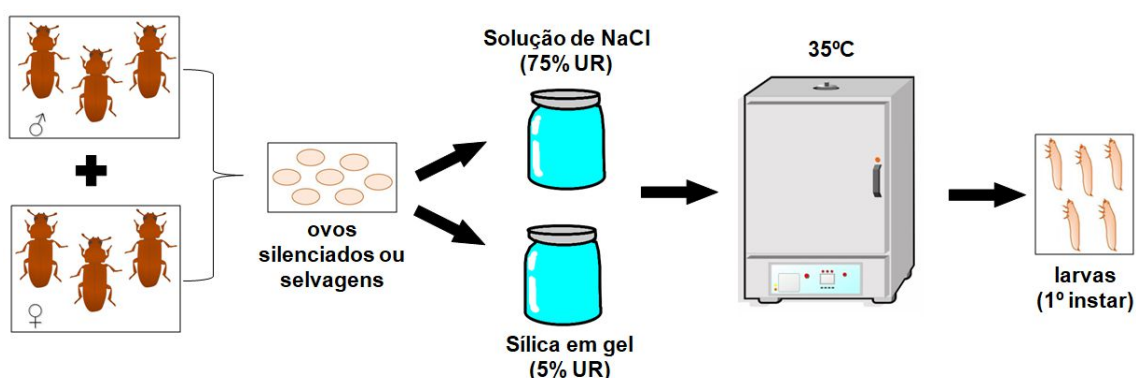 ♂
♀
ovos
silenciados ou
selvagens
Solução de NaCl
(75% UR)
Sílica em gel
(5% UR)
35ºC
larvas
(1º instar)